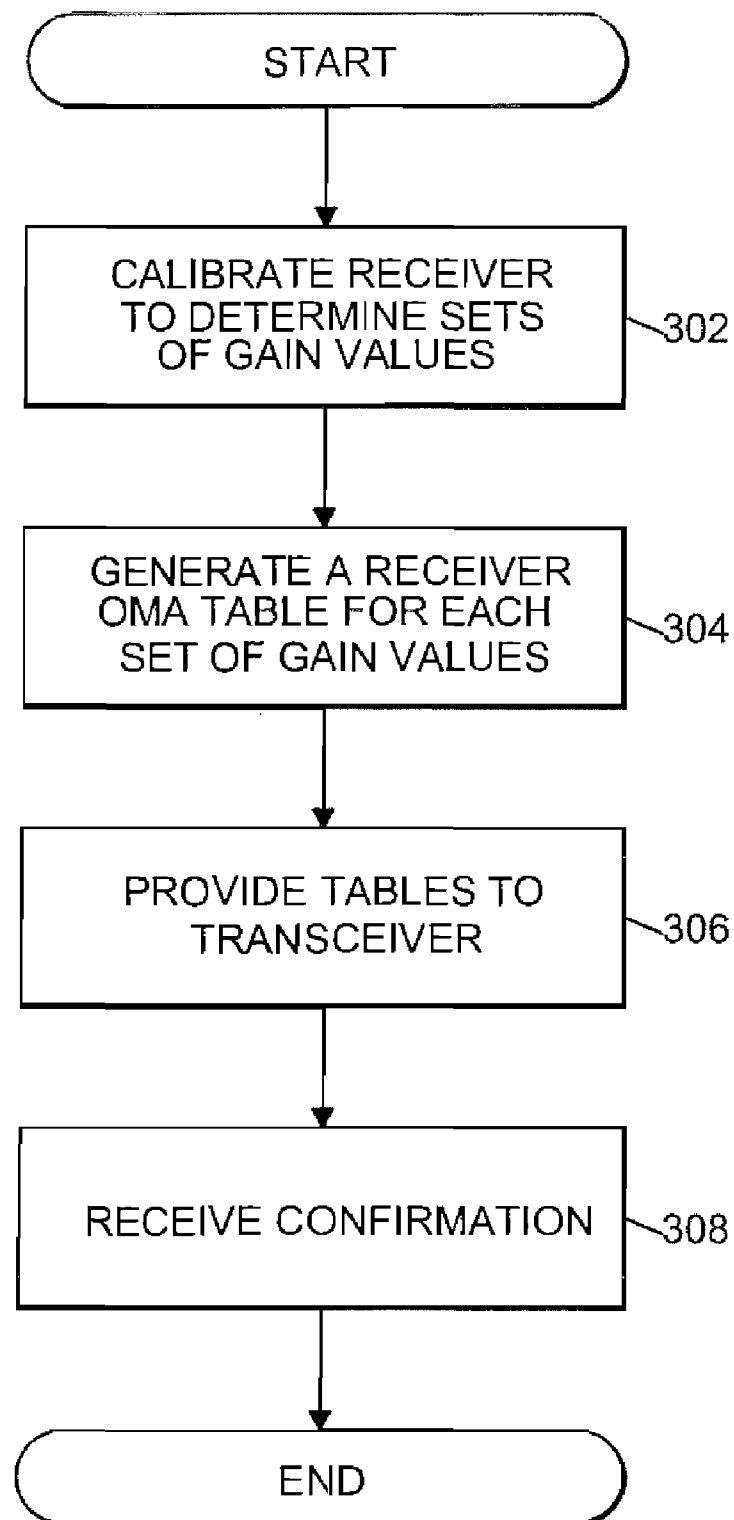 START
CALIBRATE RECEIVER
TO DETERMINE SETS
OF GAIN VALUES
302
GENERATE A RECEIVER
OMA TABLE FOR EACH
SET OF GAIN VALUES
304
PROVIDE TABLES TO
TRANSCEIVER
306
RECEIVE CONFIRMATION
308
END